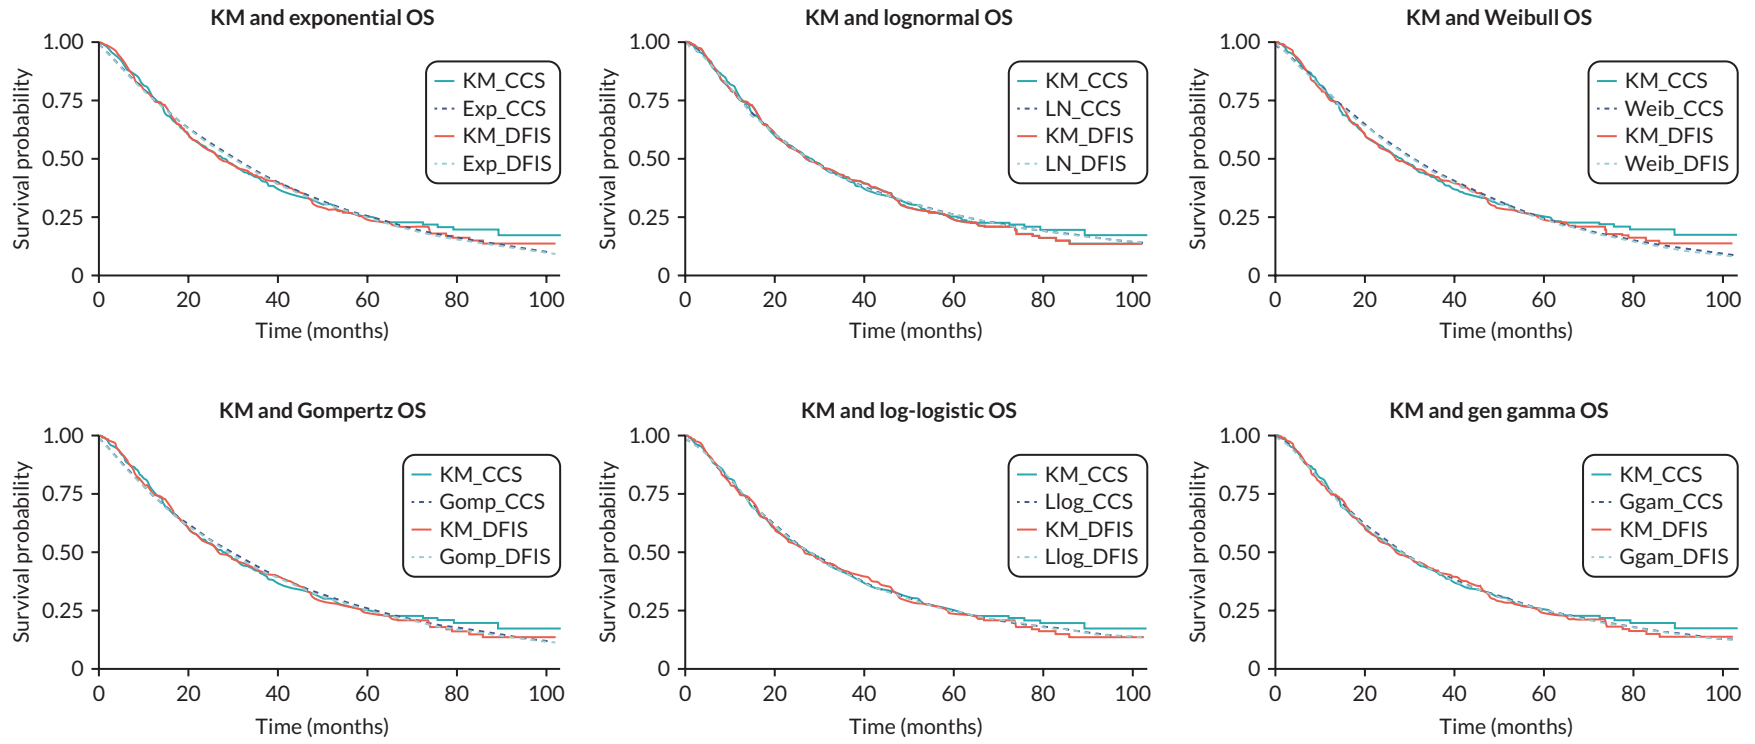 KM and exponential OS
Survival probability
1.00
0.75
0.50
0.25
0
0 20 40 60 80 100
Time (months)
KM_CCS
Exp_CCS
KM_DFIS
Exp_DFIS
KM and lognormal OS
Survival probability
1.00
0.75
0.50
0.25
0
0 20 40 60 80 100
Time (months)
KM_CCS
LN_CCS
KM_DFIS
LN_DFIS
KM and Weibull OS
Survival probability
1.00
0.75
0.50
0.25
0
0 20 40 60 80 100
Time (months)
KM_CCS
Weib_CCS
KM_DFIS
Weib_DFIS
KM and Gompertz OS
Survival probability
1.00
0.75
0.50
0.25
0
0 20 40 60 80 100
Time (months)
KM_CCS
Gomp_CCS
KM_DFIS
Gomp_DFIS
KM and log-logistic OS
Survival probability
1.00
0.75
0.50
0.25
0
0 20 40 60 80 100
Time (months)
KM_CCS
Llog_CCS
KM_DFIS
Llog_DFIS
KM and gen gamma OS
Survival probability
1.00
0.75
0.50
0.25
0
0 20 40 60 80 100
Time (months)
KM_CCS
Ggam_CCS
KM_DFIS
Ggam_DFIS